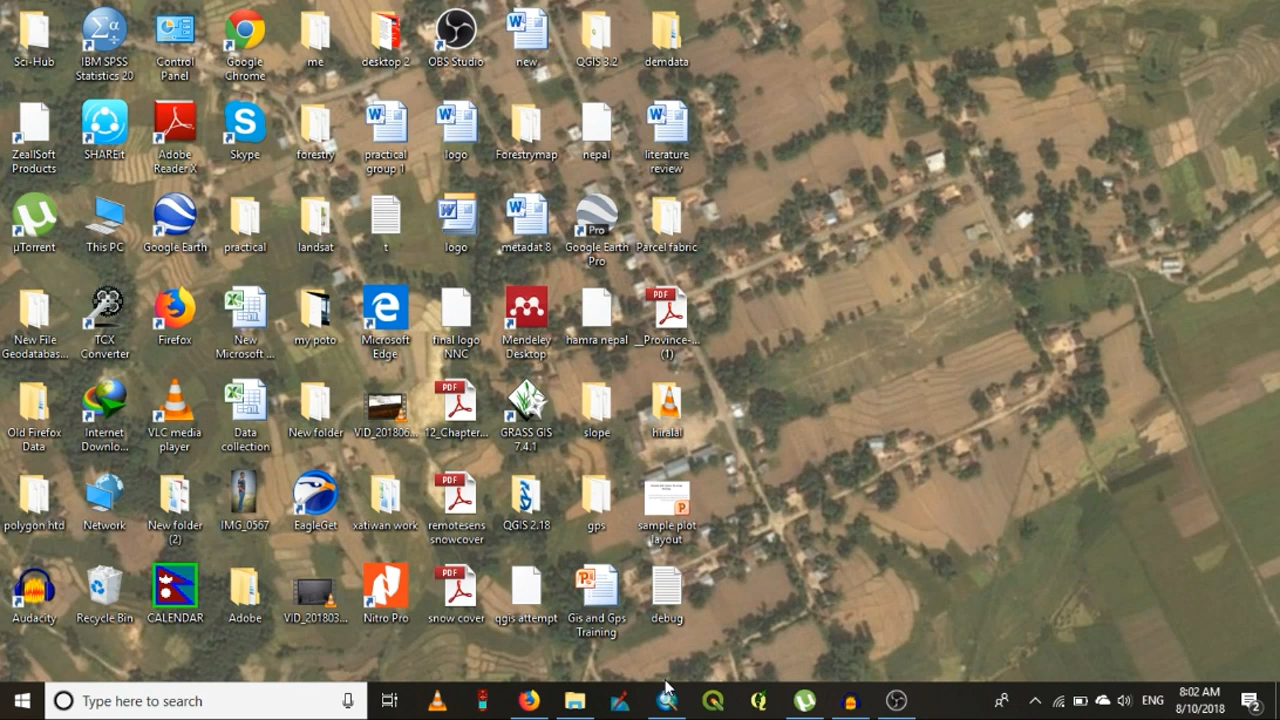 Sci-Hub
IBM SPSS
Statistics 20
Control
Panel
Google
Chrome
me
desktop 2
OBS Studio
new
QGIS 3.2
demdata
ZeallSoft
Products
SHAREit
Adobe
Reader X
Skype
forestry
practical
group 1
logo
Forestrymap
nepal
literature
review
µTorrent
This PC
Google Earth
practical
landsat
t
logo
metadat 8
Pro
Google Earth
Pro
Parcel fabric
New File
Geodatabas...
TCX
Converter
Firefox
New
Microsoft ...
my poto
Microsoft
Edge
final logo
NNC
Mendeley
Desktop
hamra nepal
PDF
__Province-...
(1)
Old Firefox
Data
Internet
Downlo...
VLC media
player
Data
collection
New folder
VID_201806...
PDF
12_Chapter...
GRASS GIS
7.4.1
slope
hiralal
polygon htd
Network
New folder
(2)
IMG_0567
EagleGet
xatiwan work
PDF
remotesens
snowcover
QGIS 2.18
gps
sample plot
layout
Audacity
Recycle Bin
CALENDAR
Adobe
VID_201803...
Nitro Pro
PDF
snow cover
qgis attempt
Gis and Gps
Training
debug
Type here to search
ENG
8:02 AM
8/10/2018
2